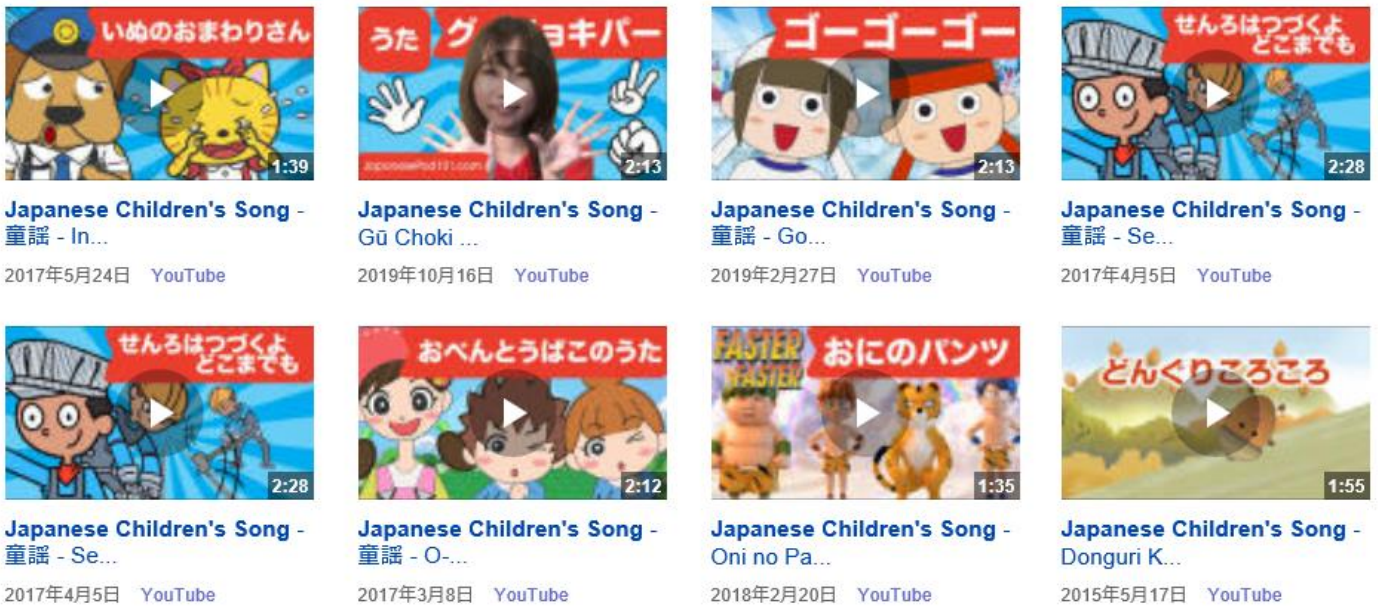 いぬのおまわりさん
1:39
Japanese Children's Song -
童謡 - In...
2017年5月24日 YouTube
うた
グ ョキパー
Japanesepod101.com
2:13
Japanese Children's Song -
Gū Choki ...
2019年10月16日 YouTube
ゴーゴーゴー
2:13
Japanese Children's Song -
童謡 - Go...
2019年2月27日 YouTube
せんろはつづくよ
どこまでも
2:28
Japanese Children's Song -
童謡 - Se...
2017年4月5日 YouTube
せんろはつづくよ
どこまでも
2:28
Japanese Children's Song -
童謡 - Se...
2017年4月5日 YouTube
おべんとうばこのうた
2:12
Japanese Children's Song -
童謡 - O-...
2017年3月8日 YouTube
FASTER
FASTER
おにのパンツ
1:35
Japanese Children's Song -
Oni no Pa...
2018年2月20日 YouTube
どんぐりころころ
1:55
Japanese Children's Song -
Donguri K...
2015年5月17日 YouTube